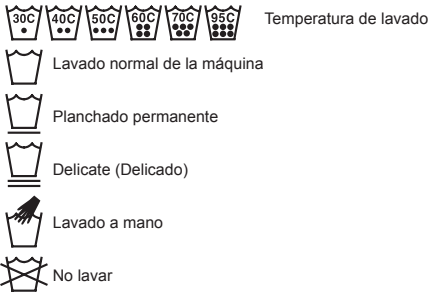 30C 40C 50C 60C 70C 95C Temperatura de lavado
Lavado normal de la máquina
Planchado permanente
Delicate (Delicado)
Lavado a mano
No lavar